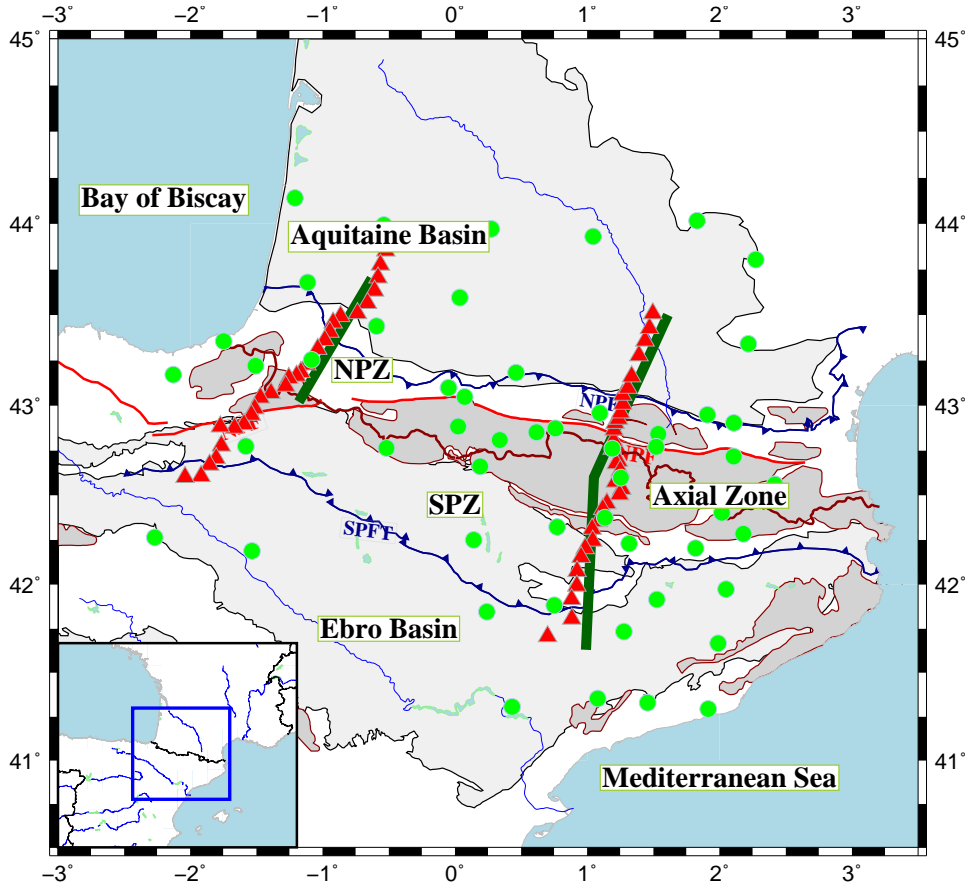 −3° −2° −1° 0° 1° 2° 3°
45° 45°
44° 44°
43° 43°
42° 42°
41° 41°
Bay of Biscay
Aquitaine Basin
NPZ
SPZ
Axial Zone
SPFT
Ebro Basin
Mediterranean Sea
−3° −2° −1° 0° 1° 2° 3°